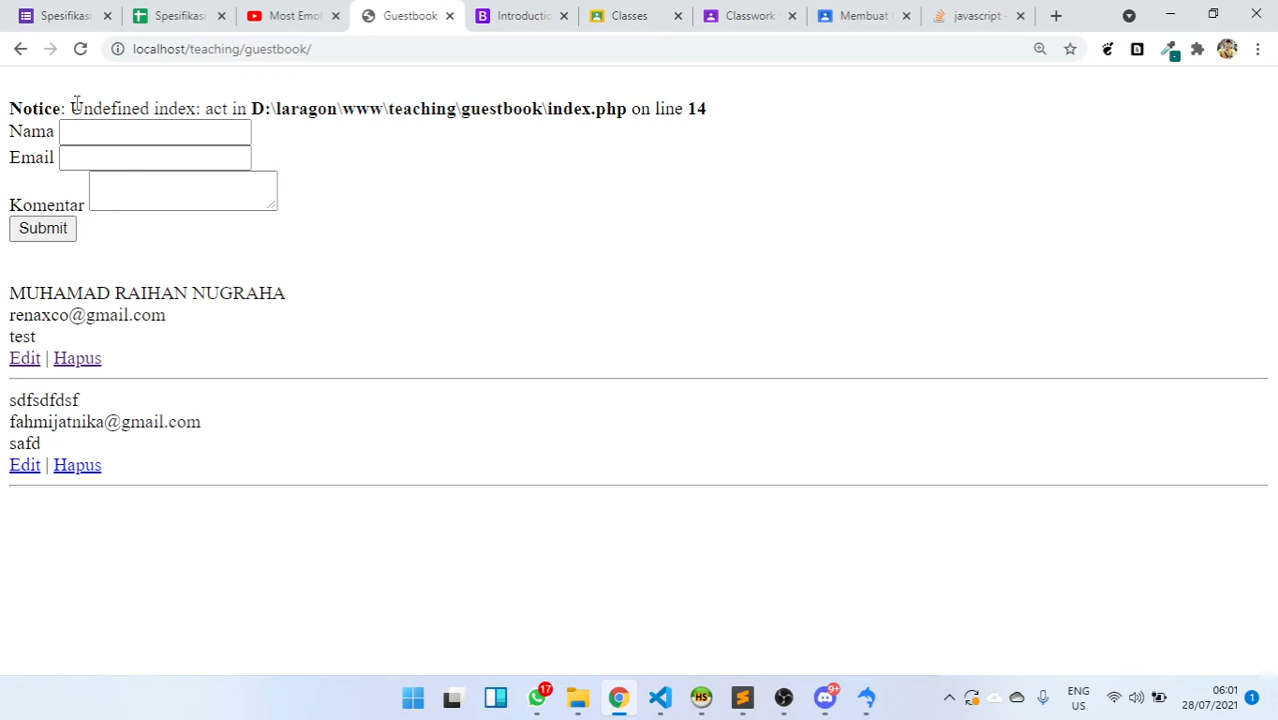 Spesifikasi
Spesifikasi
Most Emot
Guestbook
Introductio
Classes
Classwork f
Membuat
javascript -
localhost/teaching/guestbook/
Notice: Undefined index: act in D:\laragon\www\teaching\guestbook\index.php on line 14
Nama
Email
Komentar
Submit
MUHAMAD RAIHAN NUGRAHA
renaxco@gmail.com
test
Edit | Hapus
sdfsdfdsf
fahmijatnika@gmail.com
safd
Edit | Hapus
17
HS
9+
ENG
US
06:01
28/07/2021
1